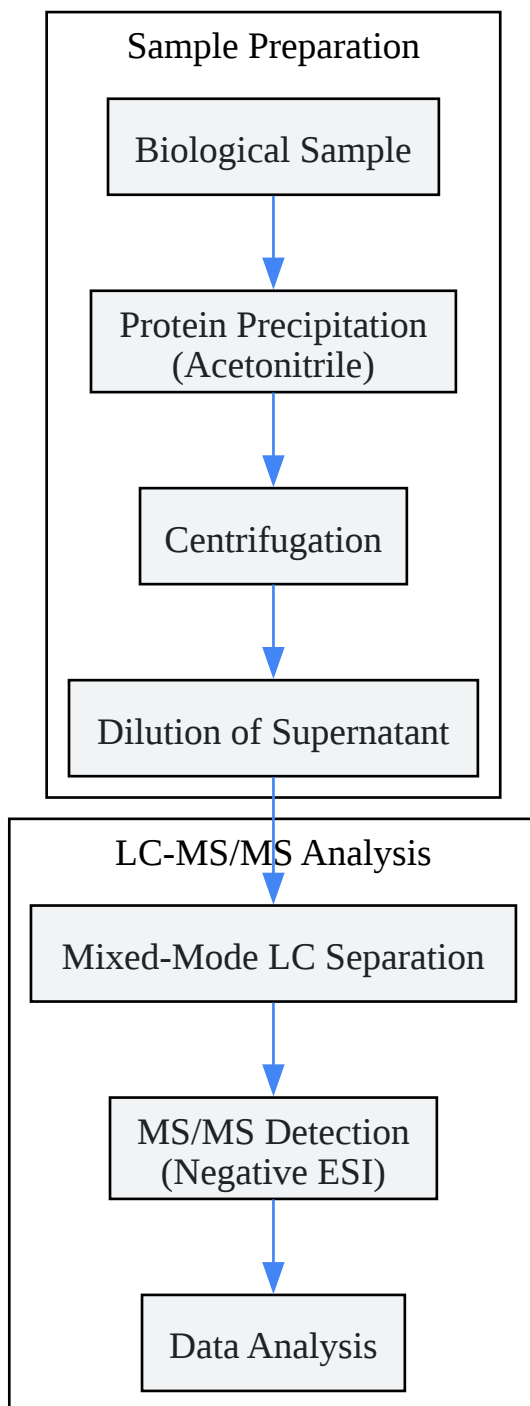 Sample Preparation
Biological Sample
Protein Precipitation
(Acetonitrile)
Centrifugation
Dilution of Supernatant
LC-MS/MS Analysis
Mixed-Mode LC Separation
MS/MS Detection
(Negative ESI)
Data Analysis